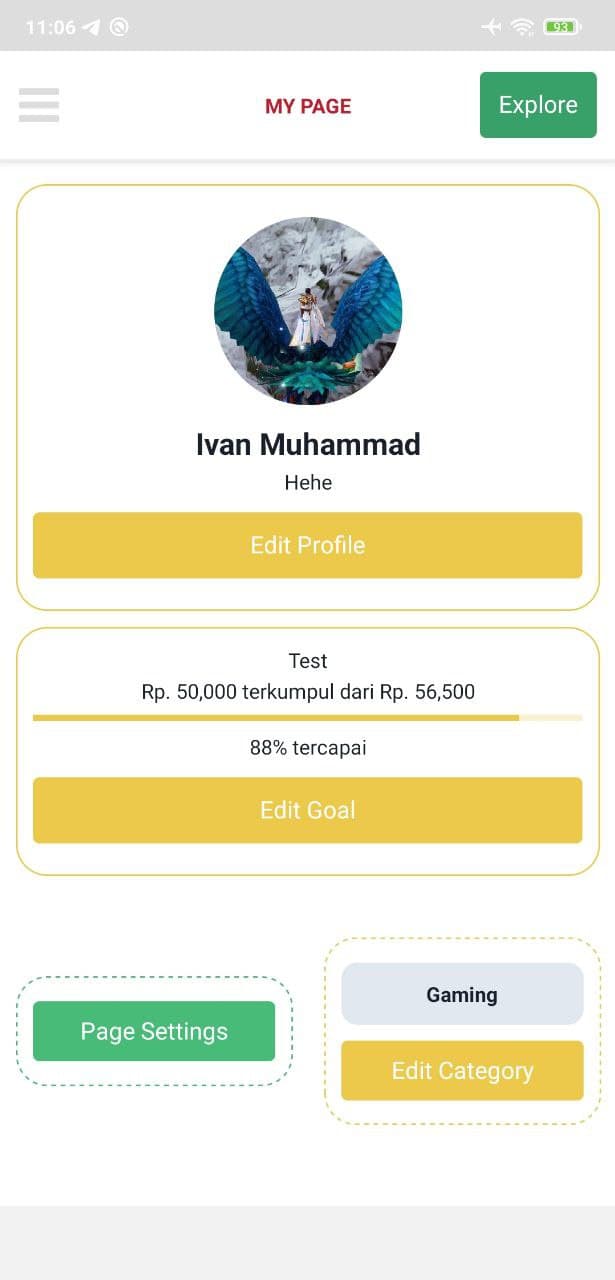 11:06
93
MY PAGE
Explore
Ivan Muhammad
Hehe
Edit Profile
Test
Rp. 50,000 terkumpul dari Rp. 56,500
88% tercapai
Edit Goal
Page Settings
Gaming
Edit Category